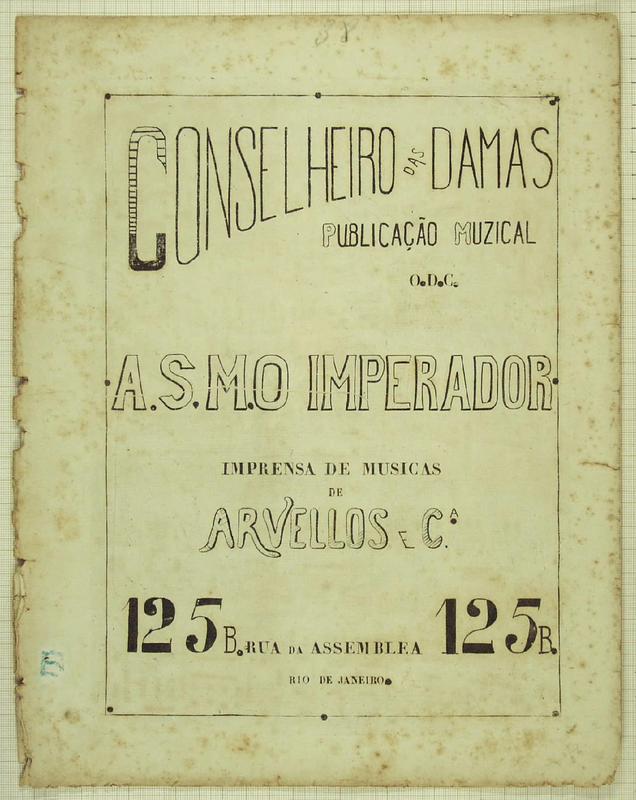 38.
CONSELHEIRO DAS DAMAS
PUBLICAÇÃO MUZICAL
O.D.C.
A.S.M.O IMPERADOR
IMPRENSA DE MUSICAS
DE
ARVELLOS E C.ª
125B. RUA DA ASSEMBLEA 125B.
RIO DE JANEIRO.